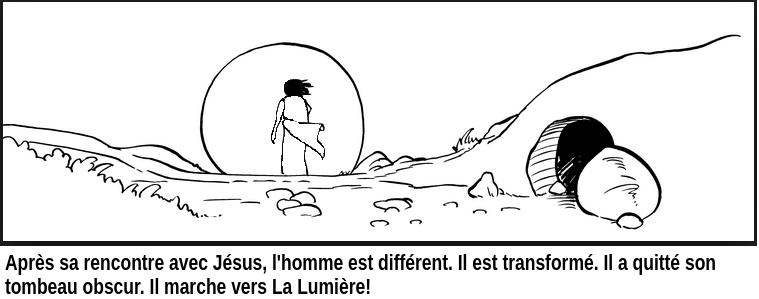 Après sa rencontre avec Jésus, l'homme est différent. Il est transformé. Il a quitté son
tombeau obscur. Il marche vers La Lumière!